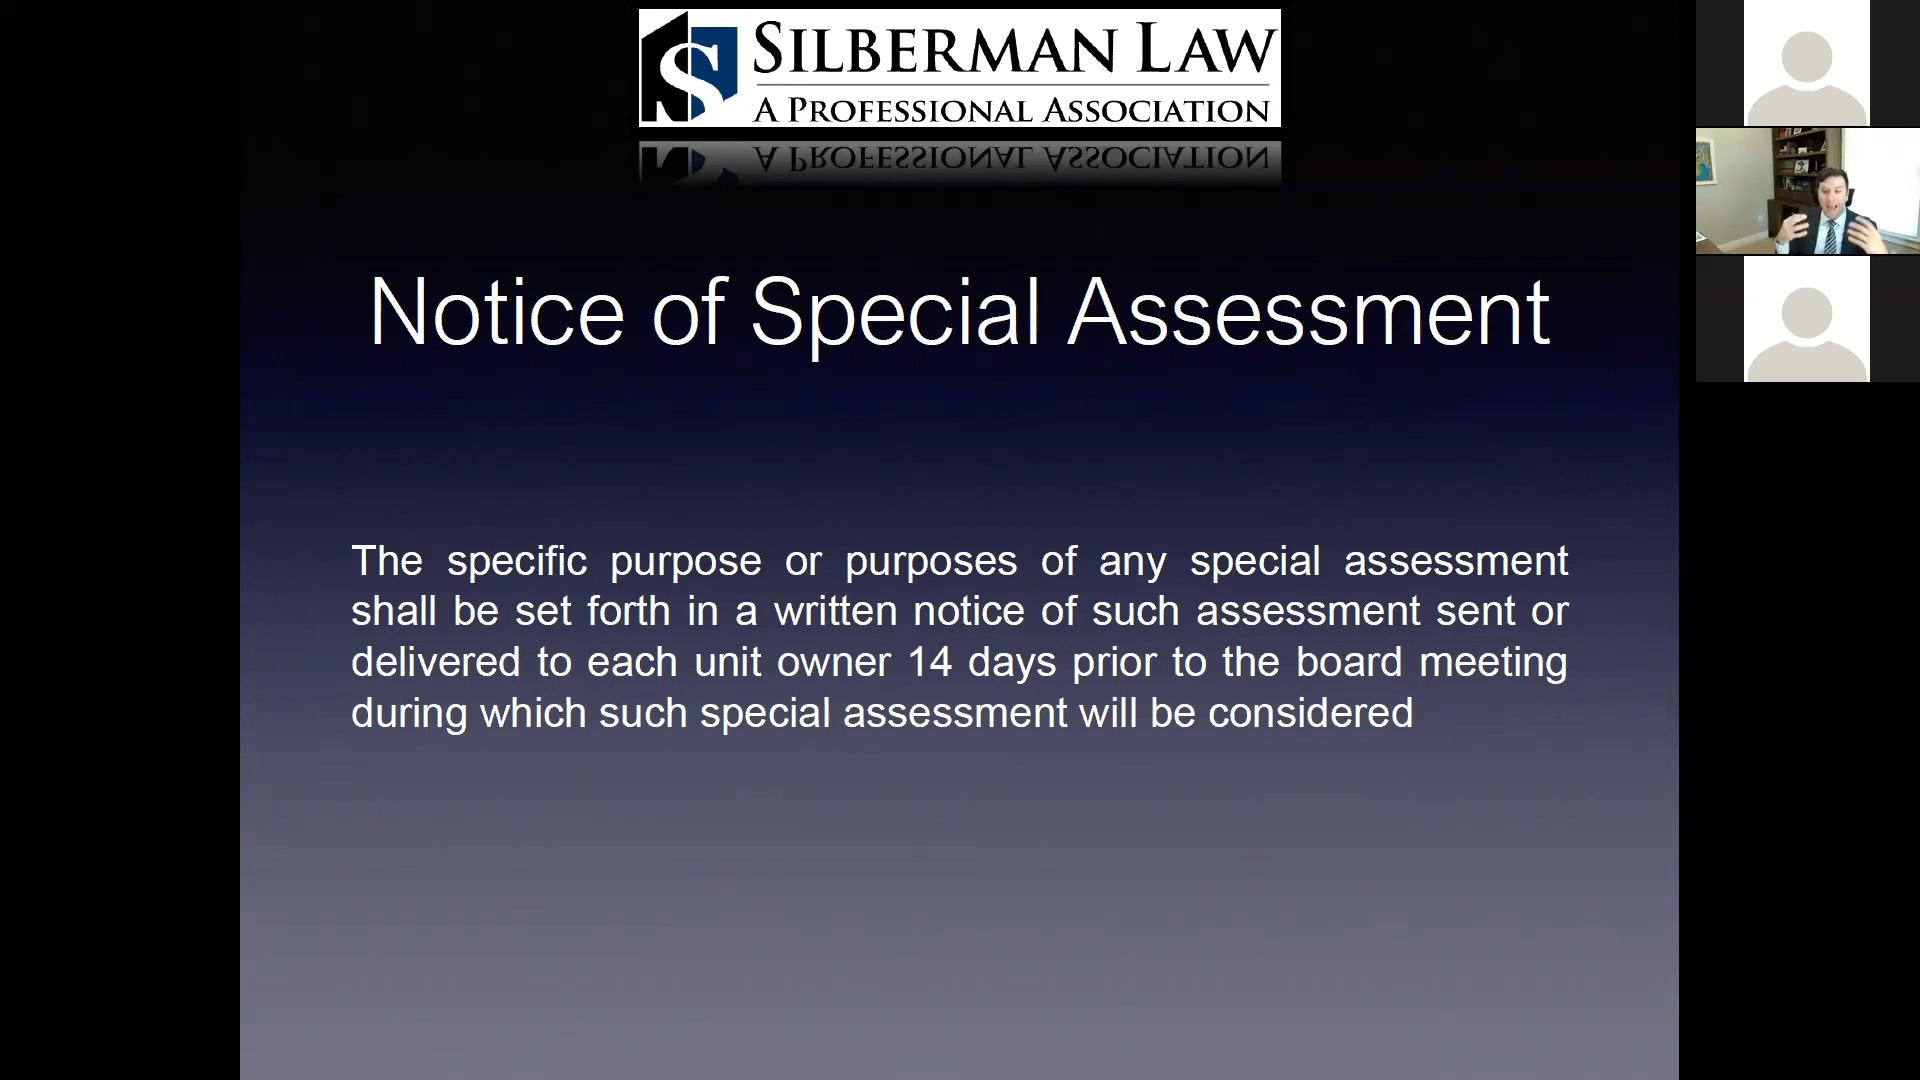 SILBERMAN LAW
A PROFESSIONAL ASSOCIATION
Notice of Special Assessment
The specific purpose or purposes of any special assessment
shall be set forth in a written notice of such assessment sent or
delivered to each unit owner 14 days prior to the board meeting
during which such special assessment will be considered